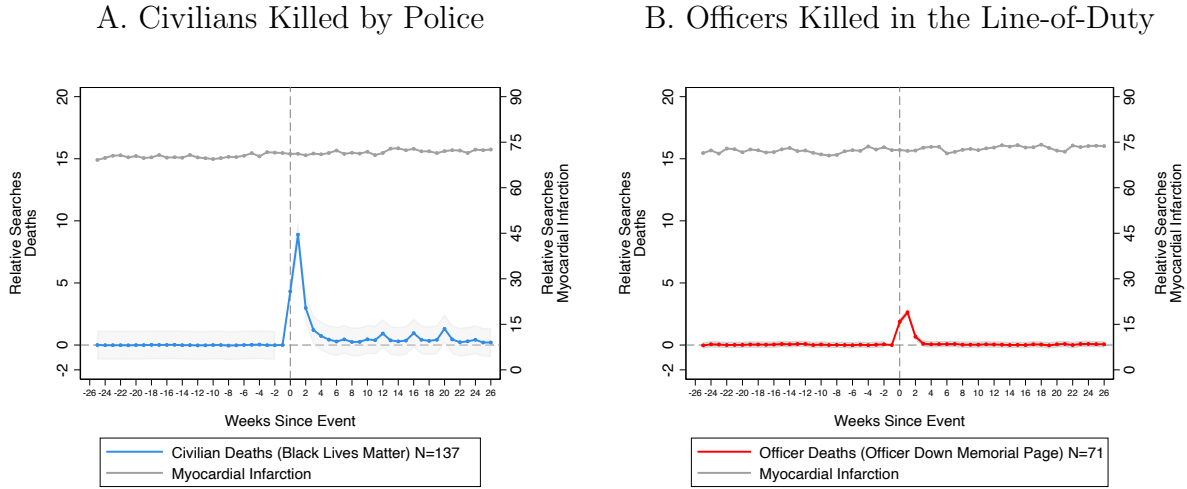 A. Civilians Killed by Police
20
15
10
5
0
-2
Relative Searches
Deaths
90
75
60
45
30
15
0
Relative Searches
Myocardial Infarction
-26 -24 -22 -20 -18 -16 -14 -12 -10 -8 -6 -4 -2 0 2 4 6 8 10 12 14 16 18 20 22 24 26
Weeks Since Event
Civilian Deaths (Black Lives Matter) N=137
Myocardial Infarction
B. Officers Killed in the Line-of-Duty
20
15
10
5
0
-2
Relative Searches
Deaths
90
75
60
45
30
15
0
Relative Searches
Myocardial Infarction
-26 -24 -22 -20 -18 -16 -14 -12 -10 -8 -6 -4 -2 0 2 4 6 8 10 12 14 16 18 20 22 24 26
Weeks Since Event
Officer Deaths (Officer Down Memorial Page) N=71
Myocardial Infarction